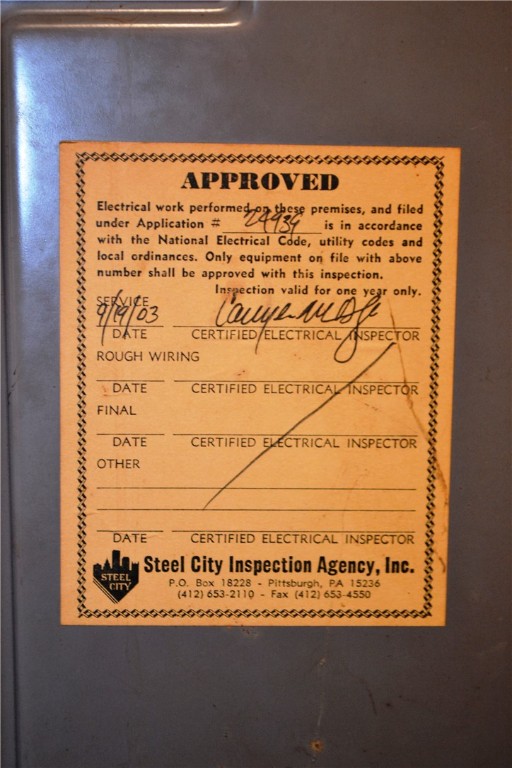 APPROVED
Electrical work performed on these premises, and filed
under Application # 24939 is in accordance
with the National Electrical Code, utility codes and
local ordinances. Only equipment on file with above
number shall be approved with this inspection.
Inspection valid for one year only.
SERVICE
9/19/03
DATE CERTIFIED ELECTRICAL INSPECTOR
ROUGH WIRING
DATE CERTIFIED ELECTRICAL INSPECTOR
FINAL
DATE CERTIFIED ELECTRICAL INSPECTOR
OTHER
DATE CERTIFIED ELECTRICAL INSPECTOR
STEEL CITY
Steel City Inspection Agency, Inc.
P.O. Box 18228 - Pittsburgh, PA 15236
(412) 653-2110 - Fax (412) 653-4550